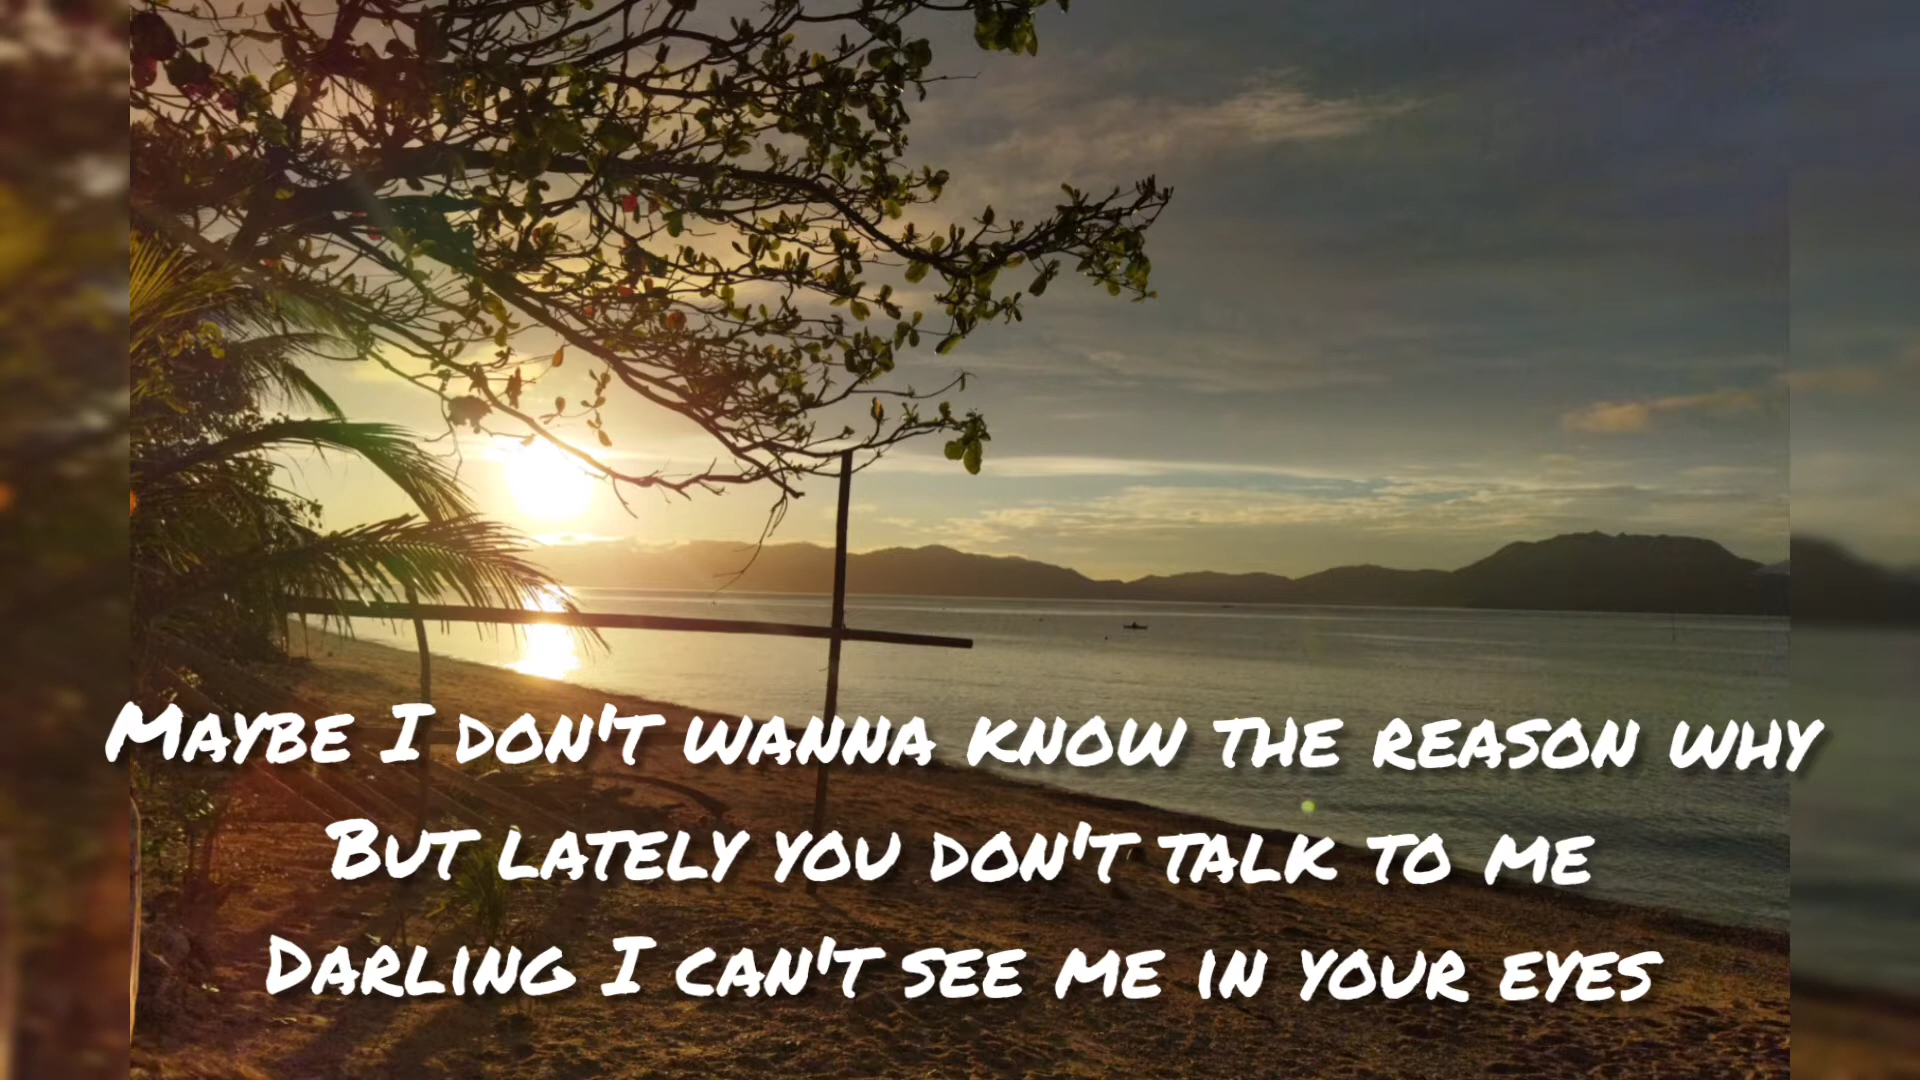 Maybe I don't wanna know the reason why
But lately you don't talk to me
Darling I can't see me in your eyes